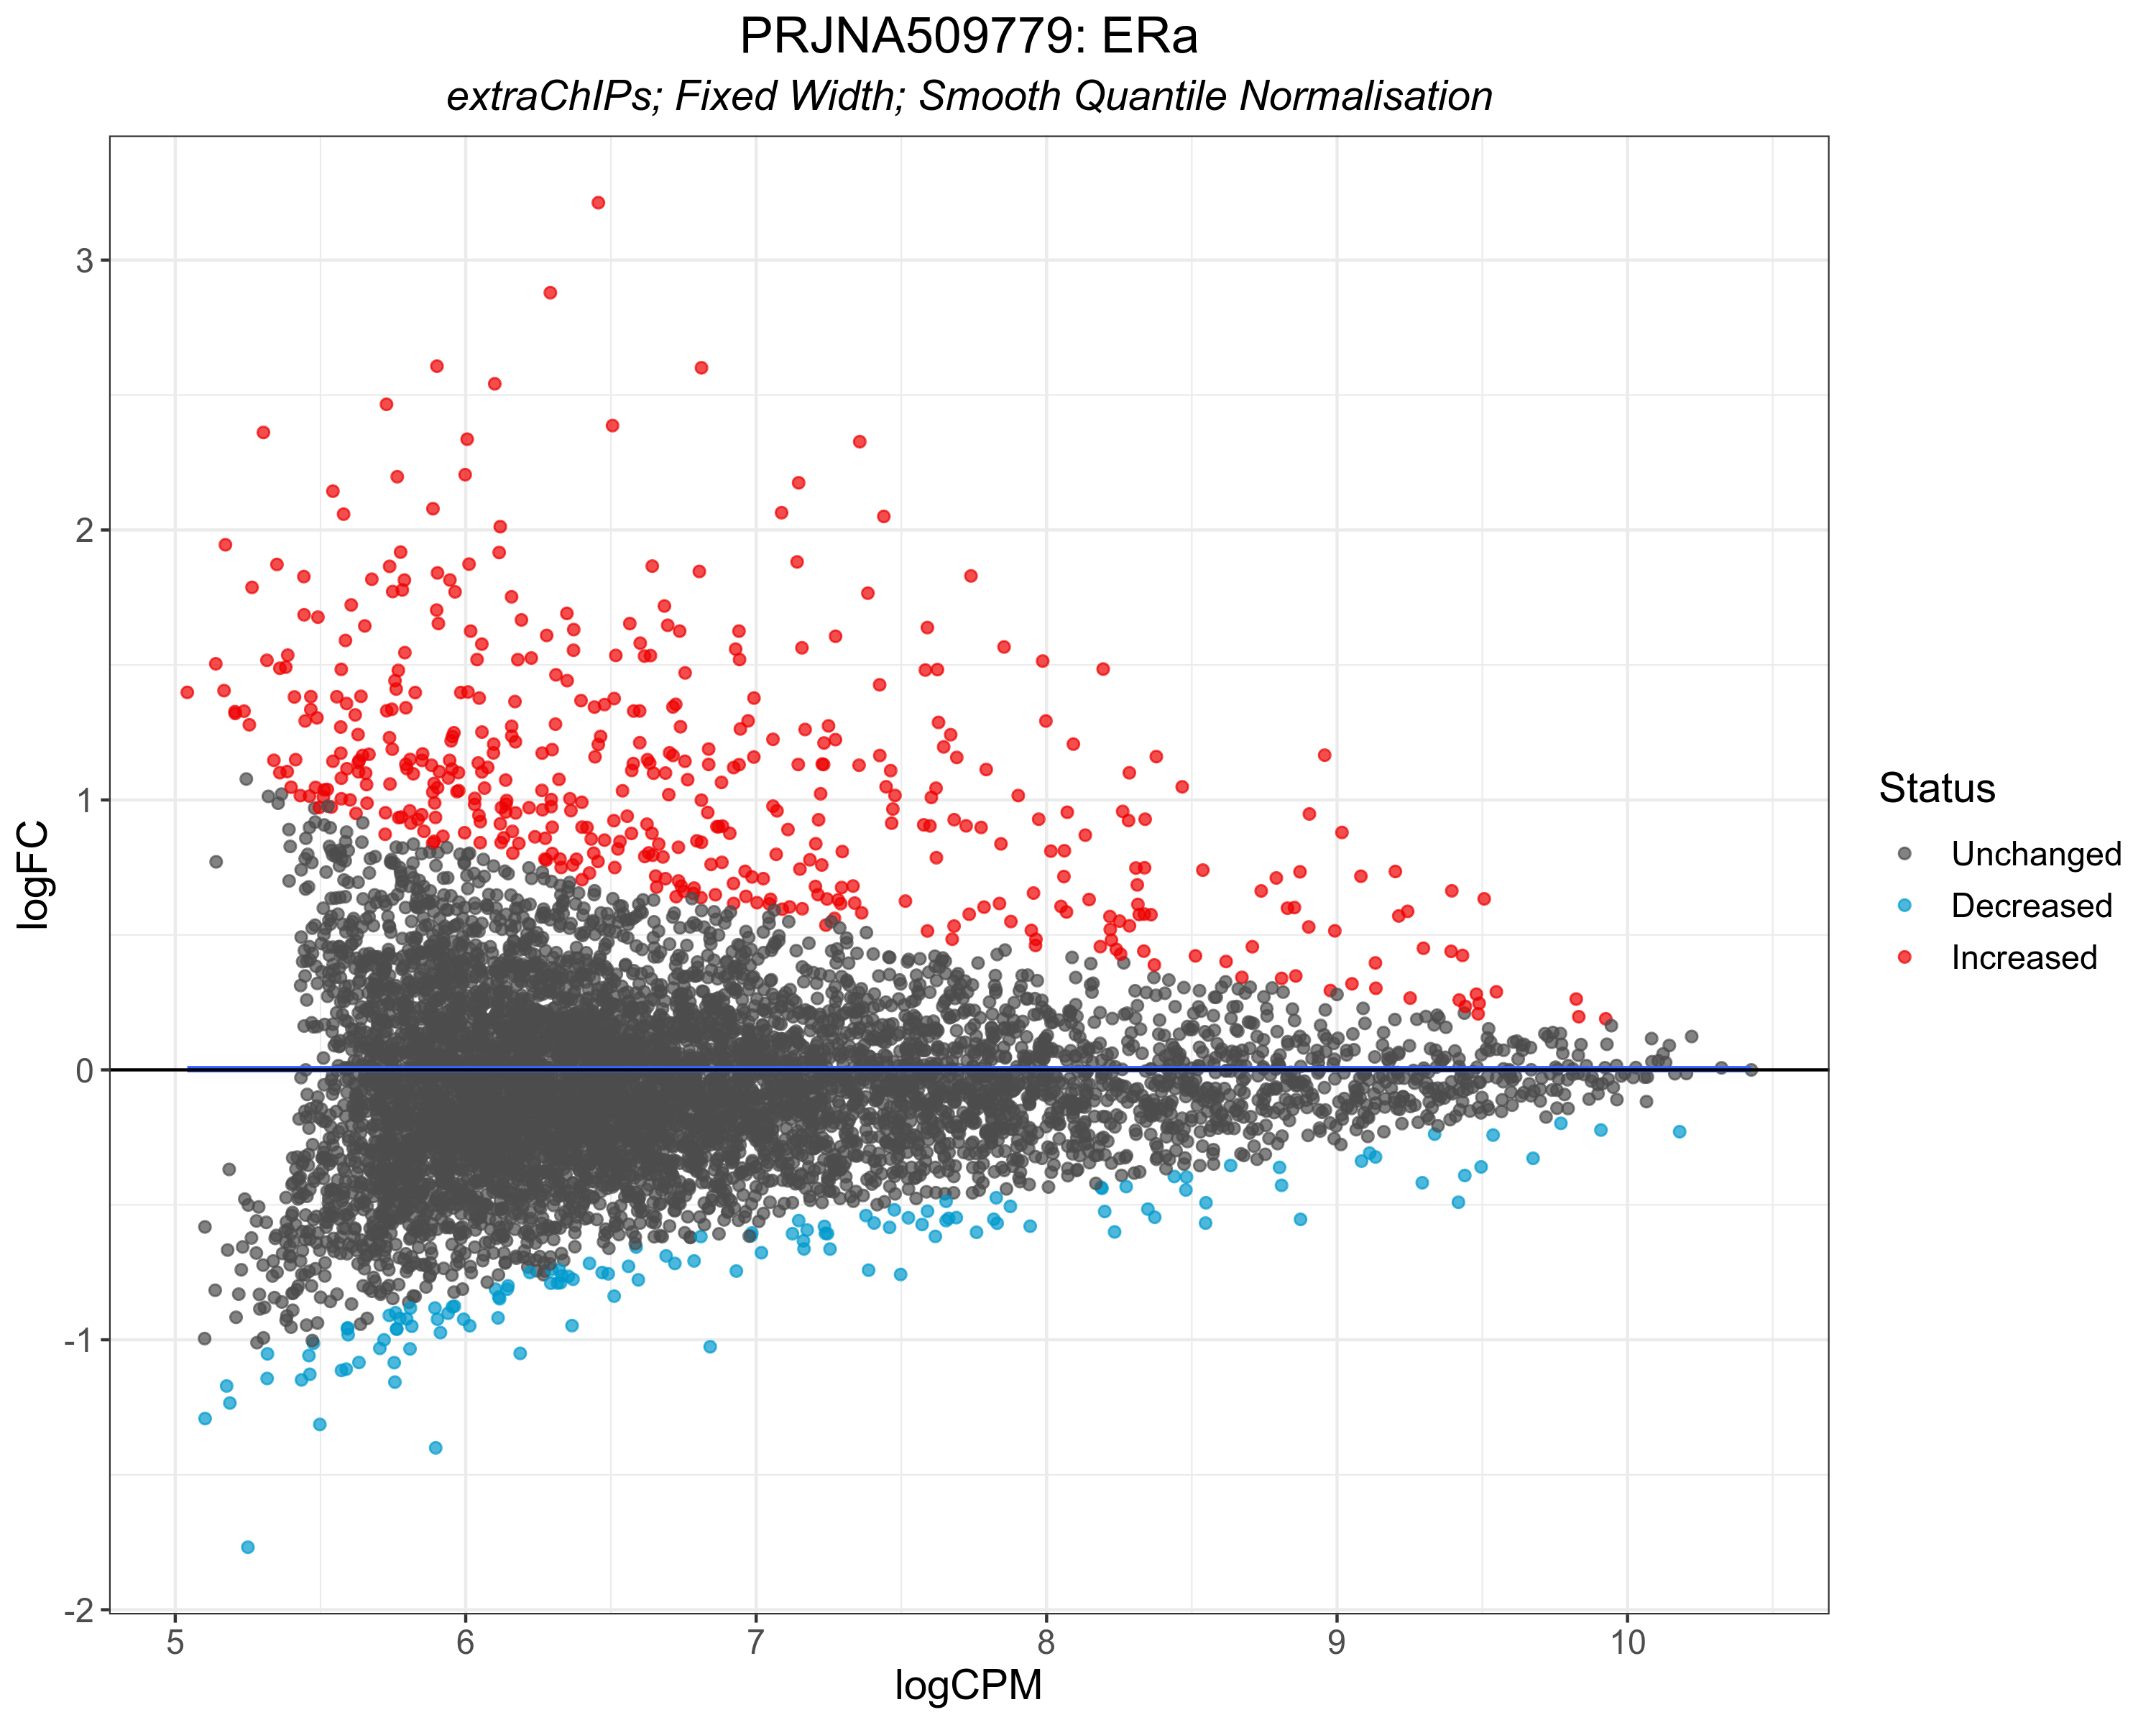 PRJNA509779: ERa
extraChIPs; Fixed Width; Smooth Quantile Normalisation
3
2
1
0
-1
-2
logFC
5 6 7 8 9 10
logCPM
Status
Unchanged
Decreased
Increased